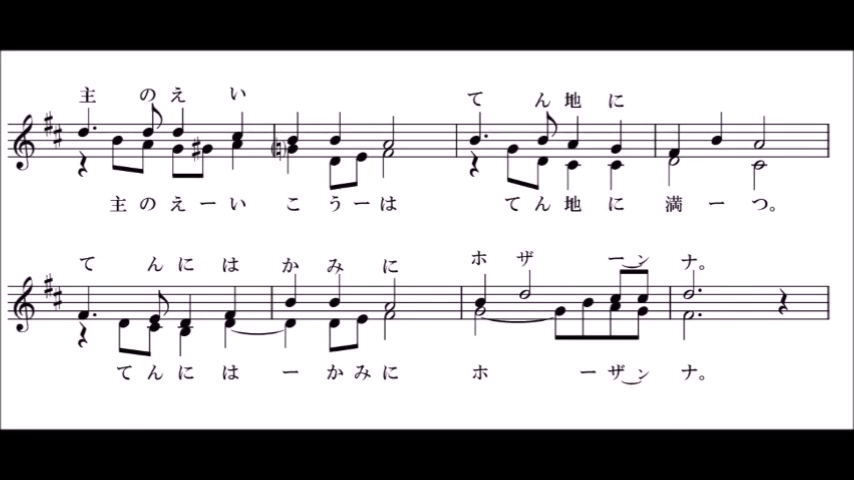 主のえい てん地に
主のえーい こうーは てん地に 満ーつ。
てんには かみに ホザーン ナ。
てんには ーかみに ホ ーザン ナ。